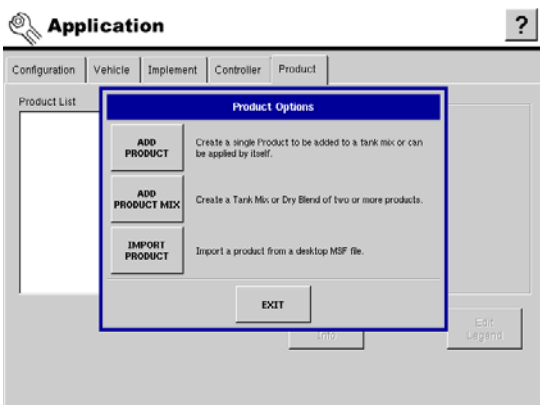 Application
?
Configuration Vehicle Implement Controller Product
Product List
Product Options
ADD
PRODUCT
Create a single Product to be added to a tank mix or can
be applied by itself.
ADD
PRODUCT MIX
Create a Tank Mix or Dry Blend of two or more products.
IMPORT
PRODUCT
Import a product from a desktop MSF file.
EXIT
Info
Edit
Legend